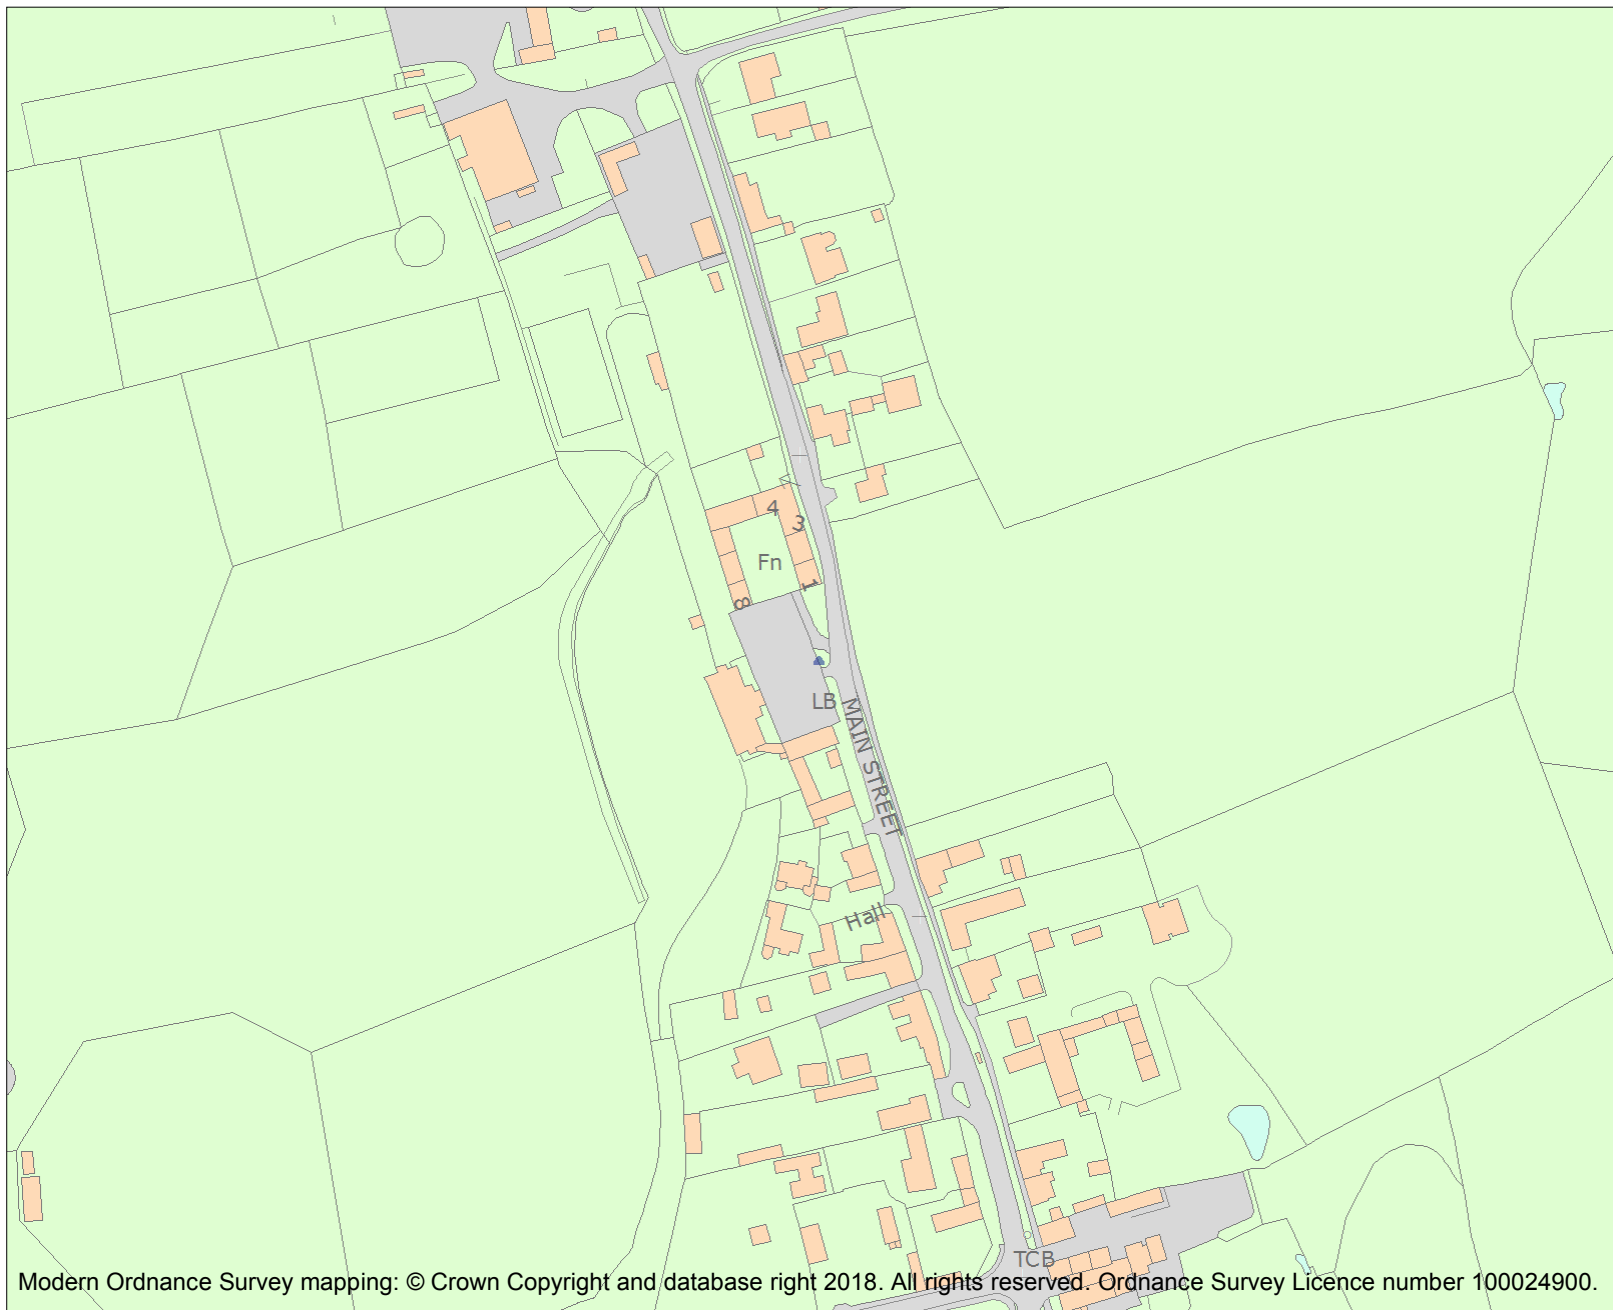 4
3
Fn
1
8
LB
MAIN STREET
Hall
TCB
Modern Ordnance Survey mapping: © Crown Copyright and database right 2018. All rights reserved. Ordnance Survey Licence number 100024900.